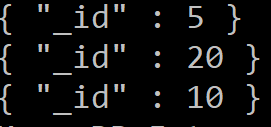 { "_id" : 5 }
{ "_id" : 20 }
{ "_id" : 10 }